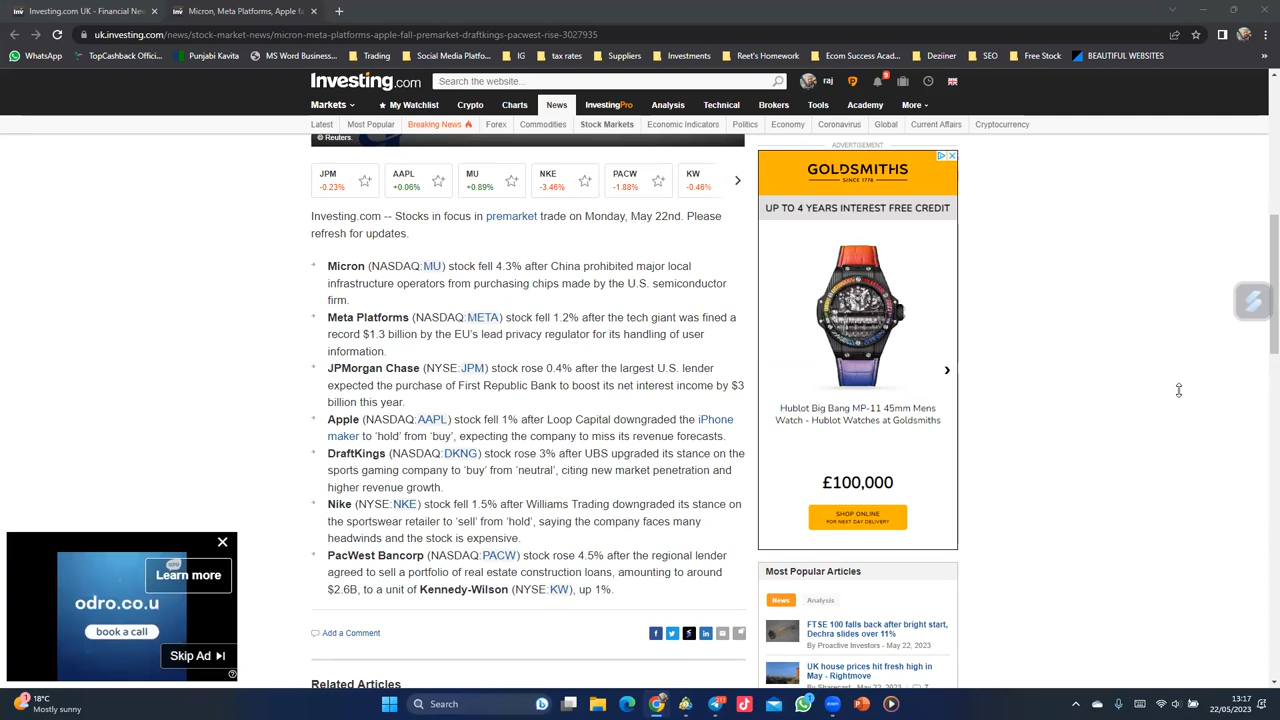 Investing.com UK - Fin
Micron, Meta, Apple fa
uk.investing.com/news/stock-market-news/micron-meta-apple-fall-premarket-draftkings-pacwest-rise-3027935
WhatsApp
TopCashback Offici...
Punjabi Kavita
MS Word Business...
Trading
Social Media Platfo...
IG
tax rates
Suppliers
Investments
Reet's Homework
Ecom Success Acad...
Deziner
SEO
Free Stock
BEAUTIFUL WEBSITES
Investing.com
Search the website...
raj
9
Markets
My Watchlist
Crypto
Charts
News
InvestingPro
Analysis
Technical
Brokers
Tools
Academy
More
Latest
Most Popular
Breaking News
Forex
Commodities
Stock Markets
Economic Indicators
Politics
Economy
Coronavirus
Global
Current Affairs
Cryptocurrency
© Reuters.
JPM
-0.23%
AAPL
+0.06%
MU
+0.89%
NKE
-3.46%
PACW
-1.88%
KW
-0.46%
Investing.com -- Stocks in focus in premarket trade on Monday, May 22nd. Please
refresh for updates.
Micron (NASDAQ:MU) stock fell 4.3% after China prohibited major local
infrastructure operators from purchasing chips made by the U.S. semiconductor
firm.
Meta Platforms (NASDAQ:META) stock fell 1.2% after the tech giant was fined a
record $1.3 billion by the EU's lead privacy regulator for its handling of user
information.
JPMorgan Chase (NYSE:JPM) stock rose 0.4% after the largest U.S. lender
expected the purchase of First Republic Bank to boost its net interest income by $3
billion this year.
Apple (NASDAQ:AAPL) stock fell 1% after Loop Capital downgraded the iPhone
maker to 'hold' from 'buy', expecting the company to miss its revenue forecasts.
DraftKings (NASDAQ:DKNG) stock rose 3% after UBS upgraded its stance on the
sports gaming company to 'buy' from 'neutral', citing new market penetration and
higher revenue growth.
Nike (NYSE:NKE) stock fell 1.5% after Williams Trading downgraded its stance on
the sportswear retailer to 'sell' from 'hold', saying the company faces many
headwinds and the stock is expensive.
PacWest Bancorp (NASDAQ:PACW) stock rose 4.5% after the regional lender
agreed to sell a portfolio of real estate construction loans, amounting to around
$2.6B, to a unit of Kennedy-Wilson (NYSE:KW), up 1%.
Add a Comment
Related Articles
ADVERTISEMENT
GOLDSMITHS
SINCE 1778
UP TO 4 YEARS INTEREST FREE CREDIT
Hublot Big Bang MP-11 45mm Mens
Watch - Hublot Watches at Goldsmiths
£100,000
SHOP ONLINE
FOR NEXT DAY DELIVERY
Most Popular Articles
News
Analysis
FTSE 100 falls back after bright start,
Dechra slides over 11%
By Proactive Investors - May 22, 2023
UK house prices hit fresh high in
May - Rightmove
By Sharecast - May 22, 2023
7
odro
Learn more
odro.co.u
book a call
Skip Ad
18°C
Mostly sunny
Search
13:17
22/05/2023